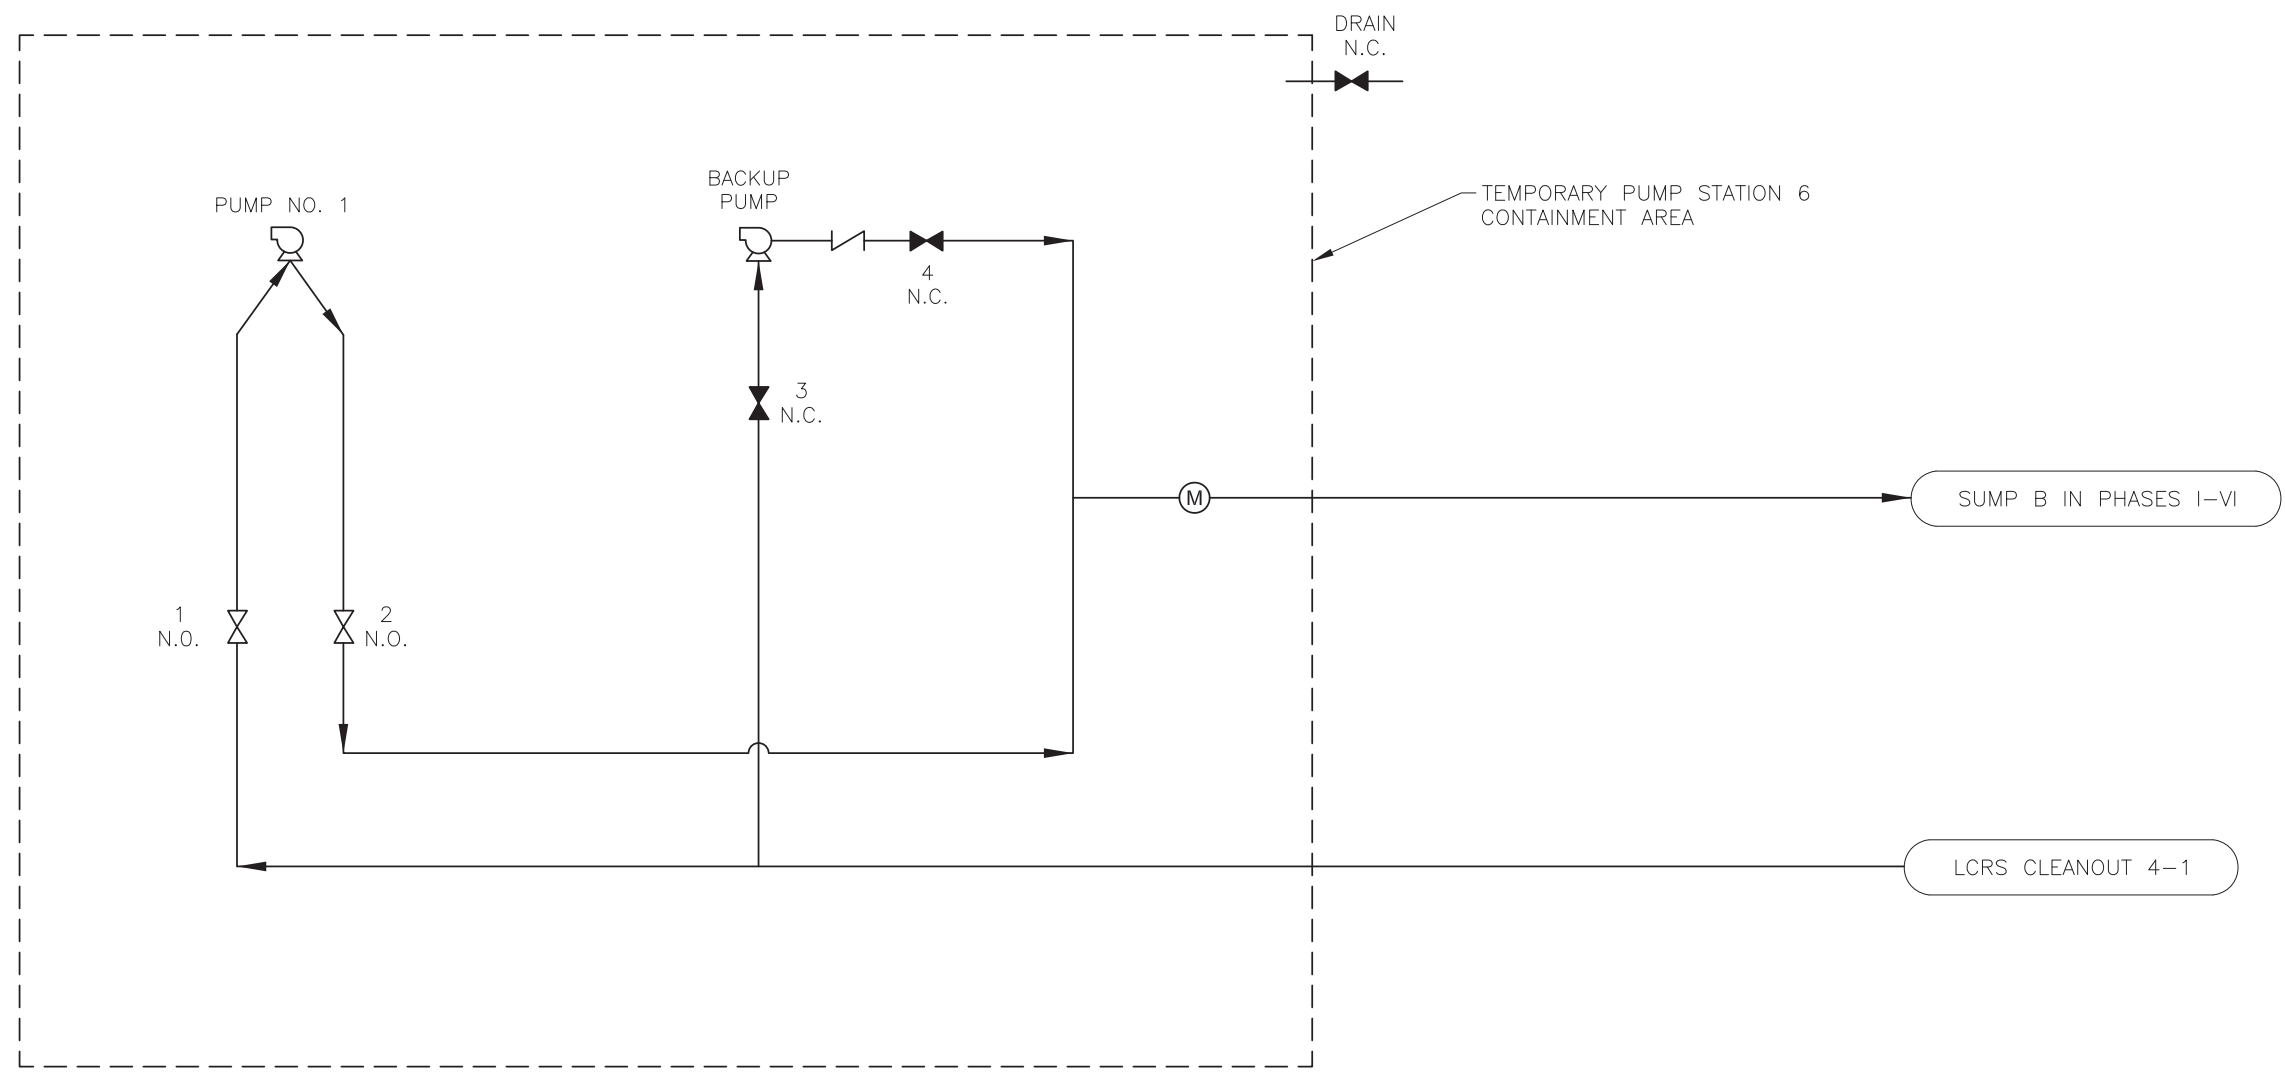 DRAIN
N.C.
BACKUP
PUMP
PUMP NO. 1
TEMPORARY PUMP STATION 6
CONTAINMENT AREA
4
N.C.
3
N.C.
M
SUMP B IN PHASES I-VI
1
N.O.
2
N.O.
LCRS CLEANOUT 4-1